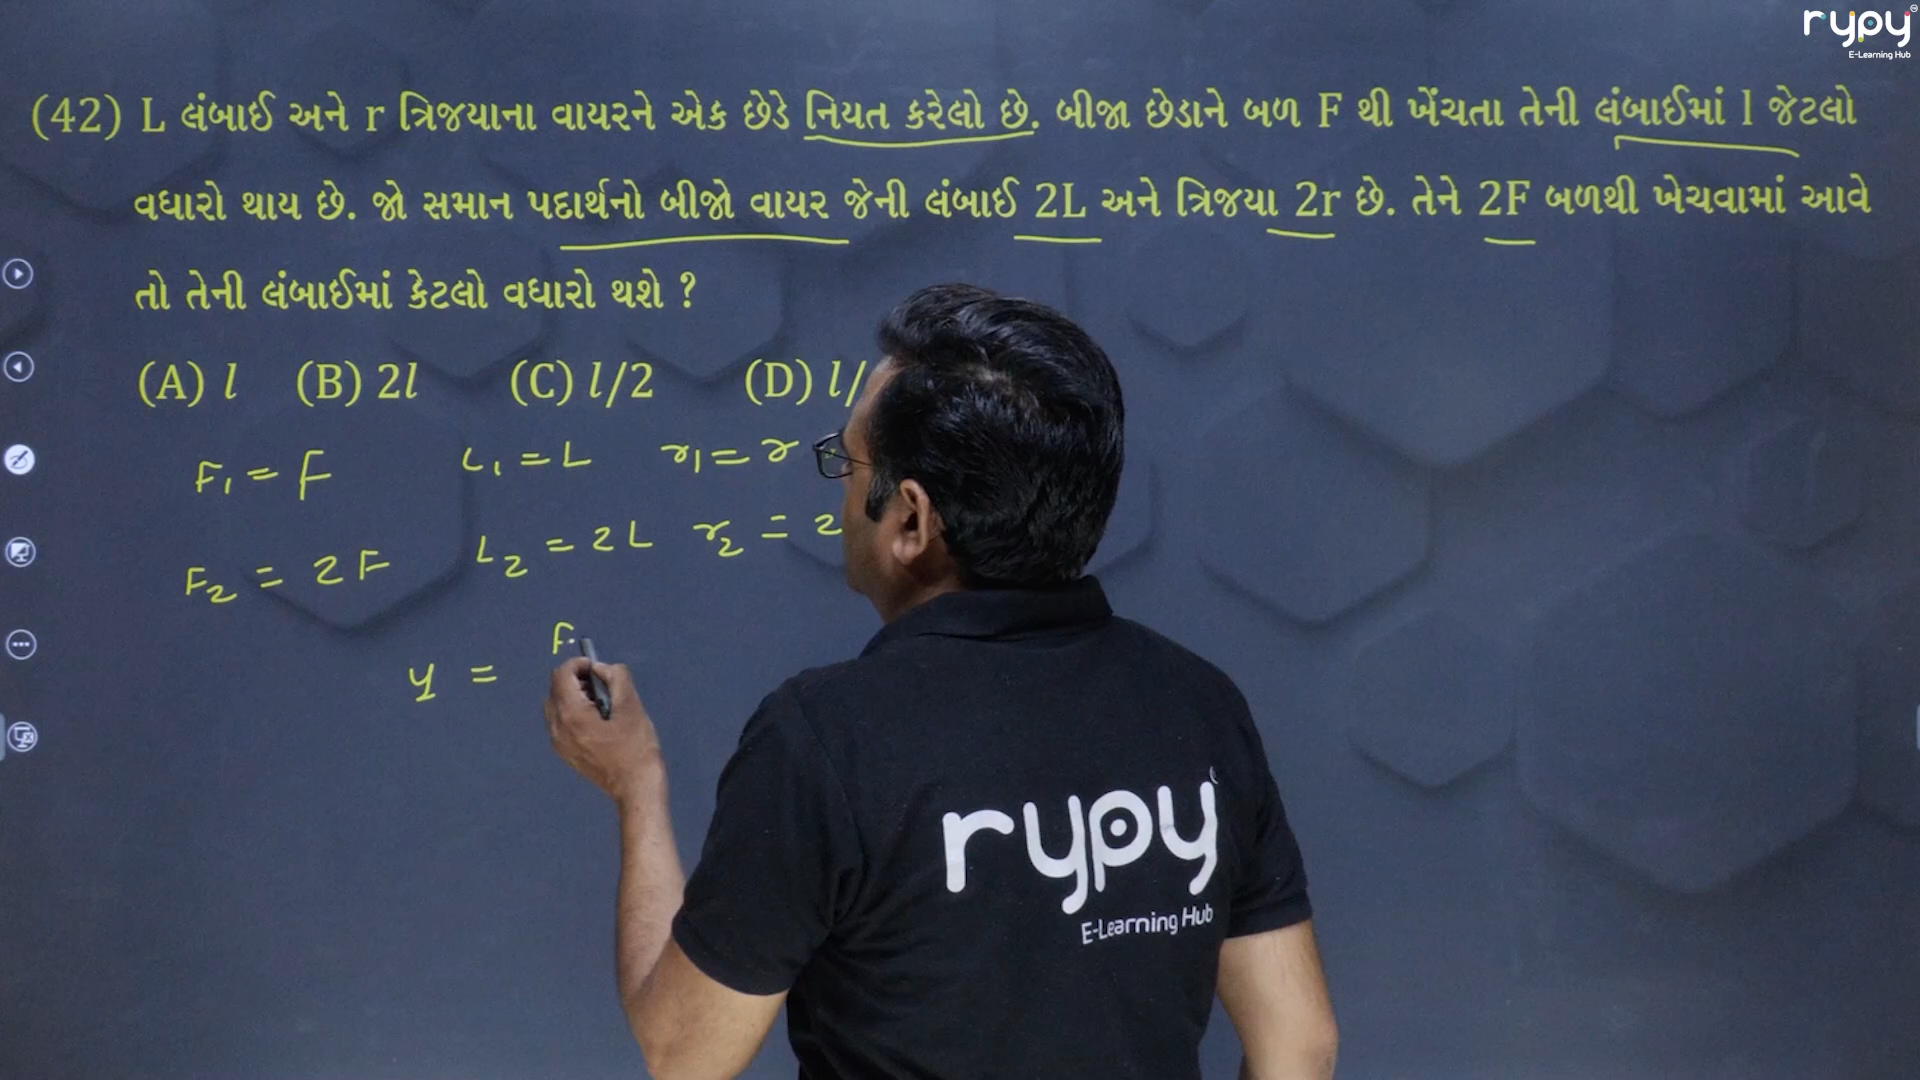 rypy
E-Learning Hub
(42) L લંબાઈ અને r ત્રિજયાના વાયરને એક છેડે નિયત કરેલો છે. બીજા છેડાને બળ F થી ખેંચતા તેની લંબાઈમાં l જેટલો
વધારો થાય છે. જો સમાન પદાર્થનો બીજો વાયર જેની લંબાઈ 2L અને ત્રિજયા 2r છે. તેને 2F બળથી ખેચવામાં આવે
તો તેની લંબાઈમાં કેટલો વધારો થશે ?
(A) l (B) 2l (C) l/2 (D) l/
F₁ = F L₁ = L r₁ = r
F₂ = 2F L₂ = 2L r₂ = 2
y = F
rypy
E-Learning Hub